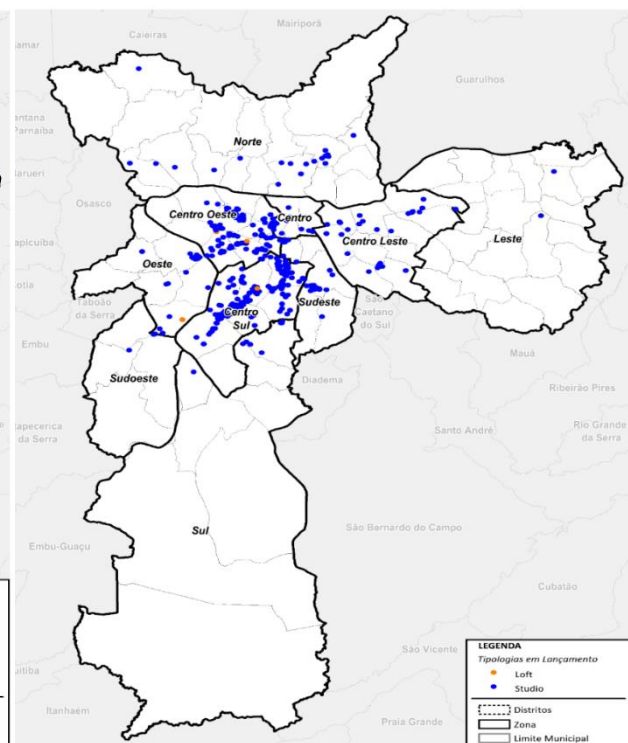 Mairiporã
Caieiras
Guarulhos
Norte
Osasco
Centro Oeste
Centro
Centro Leste
Leste
Oeste
Taboão
da Serra
Sudeste
São
Caetano
do Sul
Centro
Sul
Embu
Mauá
Diadema
Sudoeste
Ribeirão Pires
Santo André
Rio Grande
da Serra
da Serra
Sul
São Bernardo do Campo
Embu-Guaçu
Cubatão
São Vicente
Itanhaém
Praia Grande
LEGENDA
Tipologias em Lançamento
Loft
Studio
Distritos
Zona
Limite Municipal